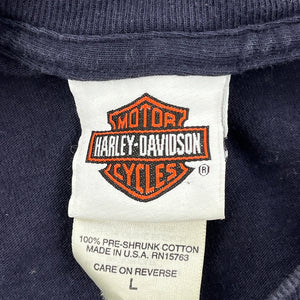 MOTOR
HARLEY-DAVIDSON
CYCLES
®
100% PRE-SHRUNK COTTON
MADE IN U.S.A. RN15763
CARE ON REVERSE
L